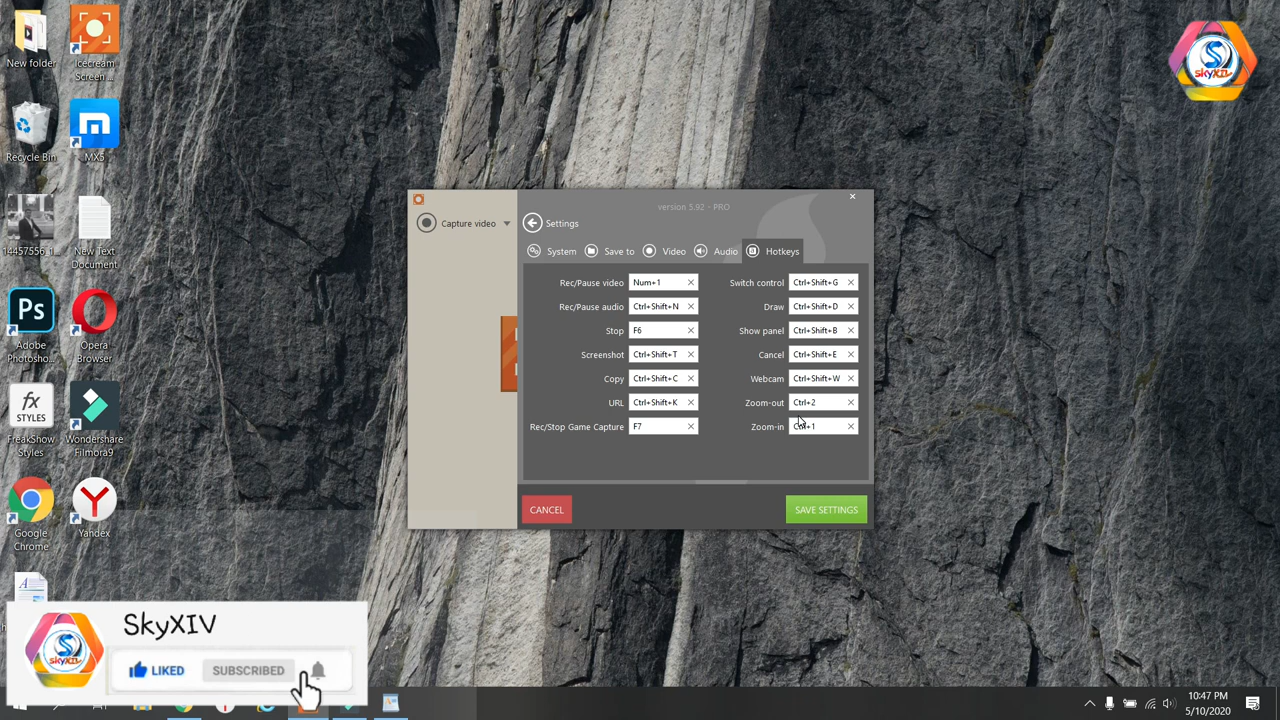 New folder
Icecream
Screen ...
Recycle Bin
MX5
14457556_1...
New Text
Document
Ps
Adobe
Photosho...
Opera
Browser
fx
STYLES
FreakShow
Styles
Wondershare
Filmora9
Google
Chrome
Yandex
S
SkyXIV
version 5.92 - PRO
Capture video
Settings
System
Save to
Video
Audio
Hotkeys
Rec/Pause video Num+1
Switch control Ctrl+Shift+G
Rec/Pause audio Ctrl+Shift+N
Draw Ctrl+Shift+D
Stop F6
Show panel Ctrl+Shift+B
Screenshot Ctrl+Shift+T
Cancel Ctrl+Shift+E
Copy Ctrl+Shift+C
Webcam Ctrl+Shift+W
URL Ctrl+Shift+K
Zoom-out Ctrl+2
Rec/Stop Game Capture F7
Zoom-in Ctrl+1
CANCEL
SAVE SETTINGS
S
SkyXIV
SkyXIV
LIKED
SUBSCRIBED
10:47 PM
5/10/2020